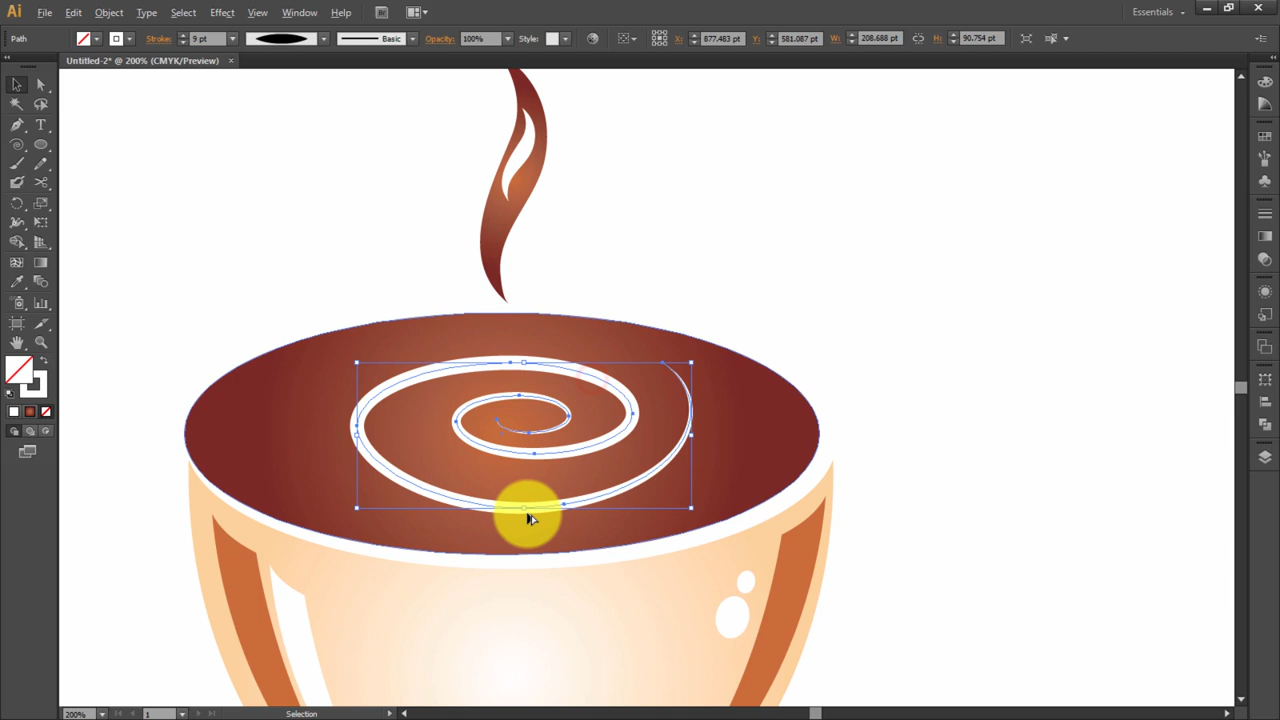 Ai File Edit Object Type Select Effect View Window Help Br Essentials
Path Stroke: 9 pt Basic Opacity: 100% Style: X: 877.483 pt Y: 581.087 pt W: 208.688 pt H: 90.754 pt
Untitled-2* @ 200% (CMYK/Preview) ×
T
200% 1 Selection